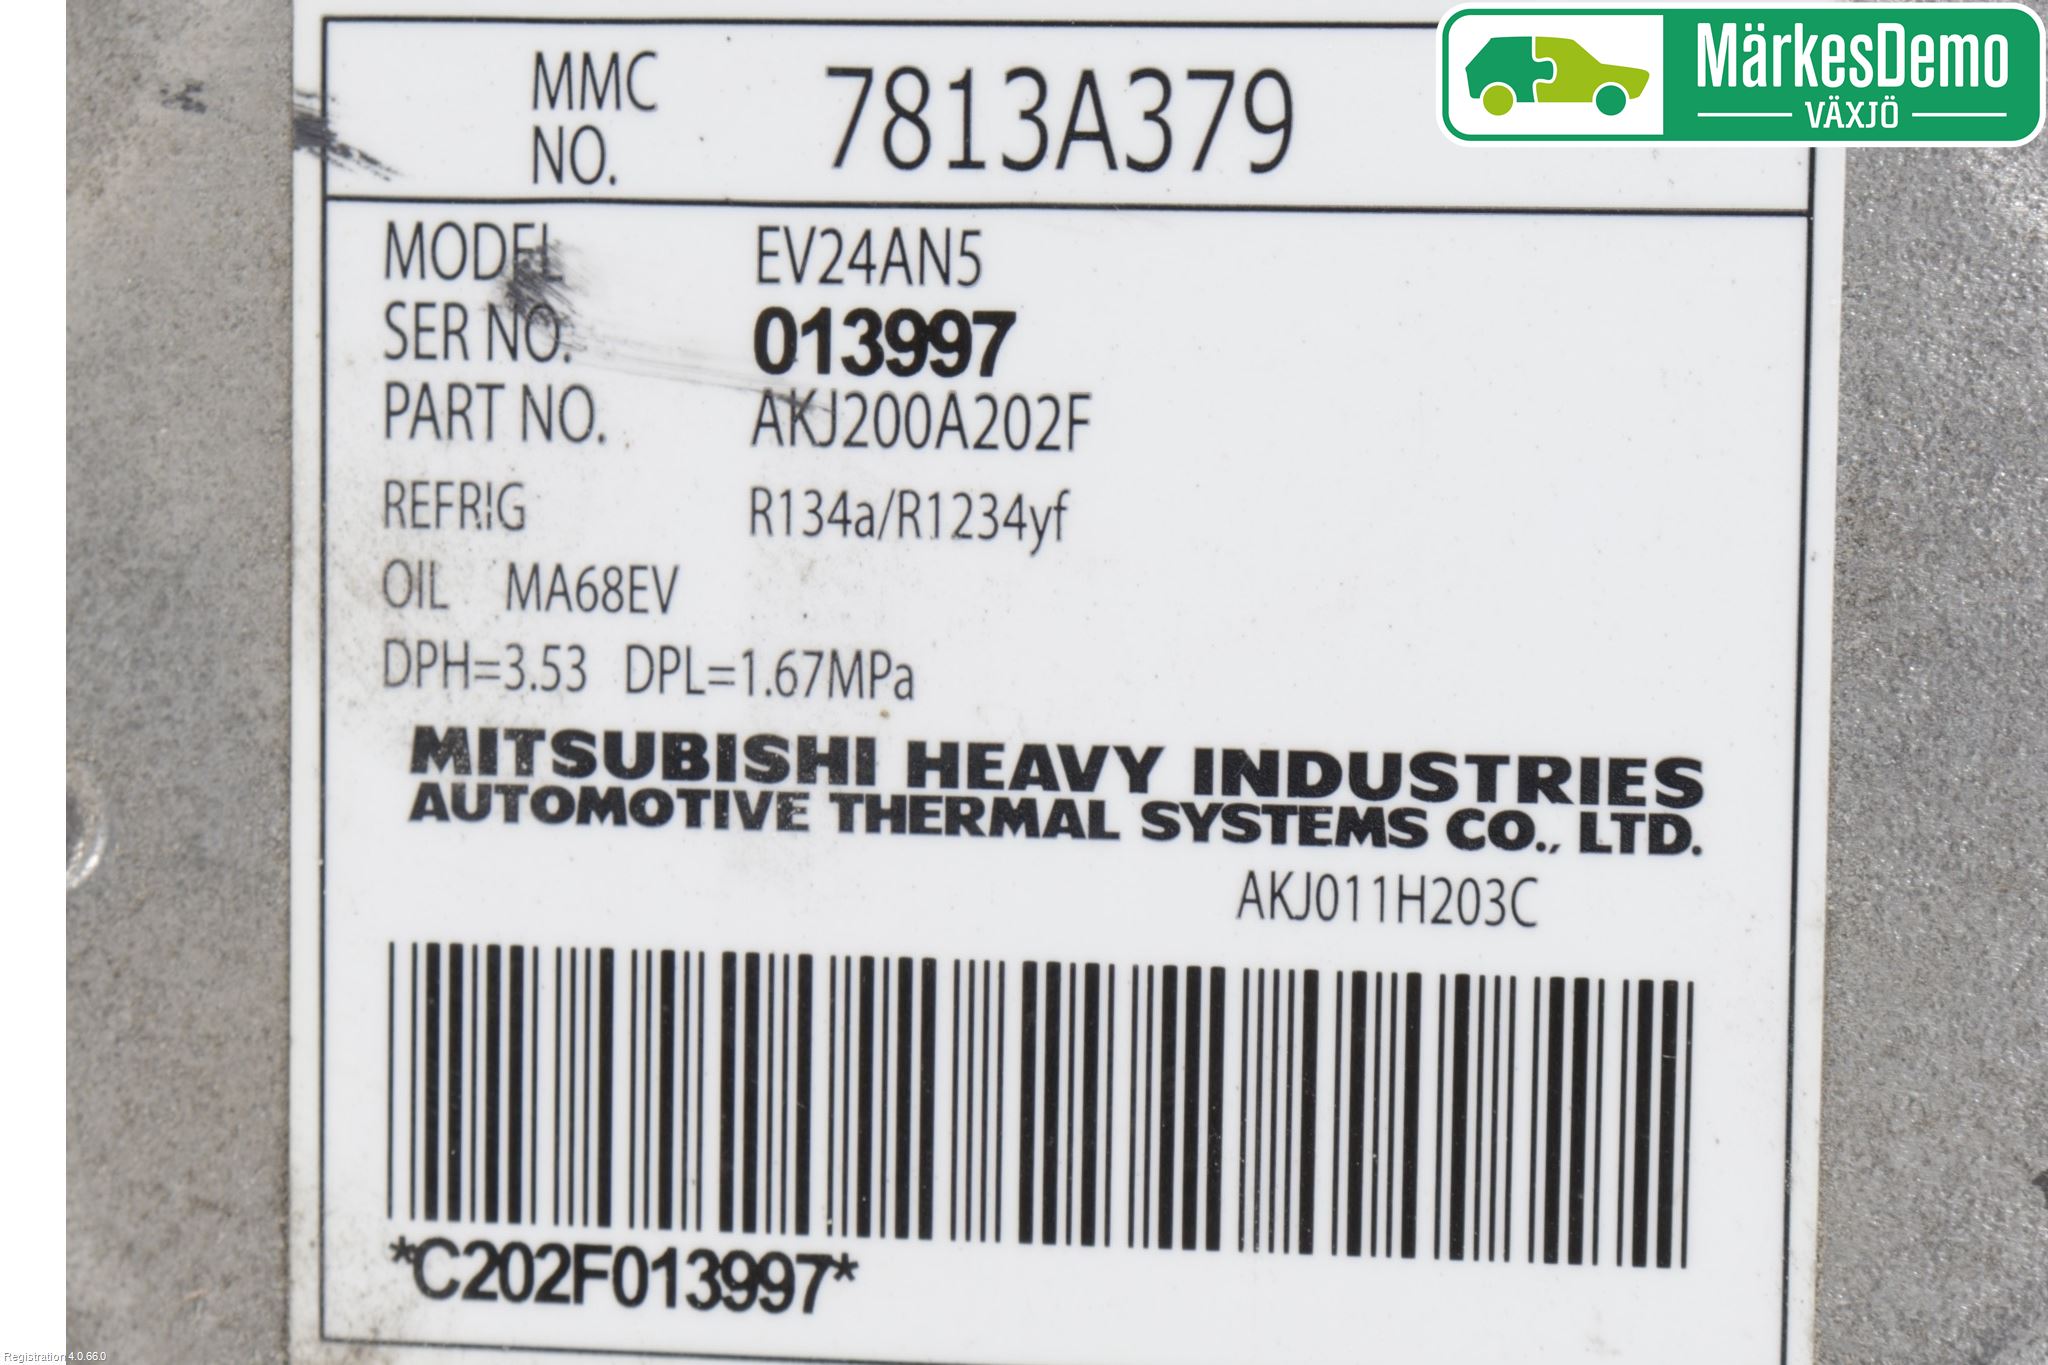 MärkesDemo
VÄXJÖ
MMC NO. 7813A379
MODEL EV24AN5
SER NO. 013997
PART NO. AKJ200A202F
REFRIG R134a/R1234yf
OIL MA68EV
DPH=3.53 DPL=1.67MPa
MITSUBISHI HEAVY INDUSTRIES
AUTOMOTIVE THERMAL SYSTEMS CO., LTD.
AKJ011H203C
*C202F013997*
Registration 4.0.66.0